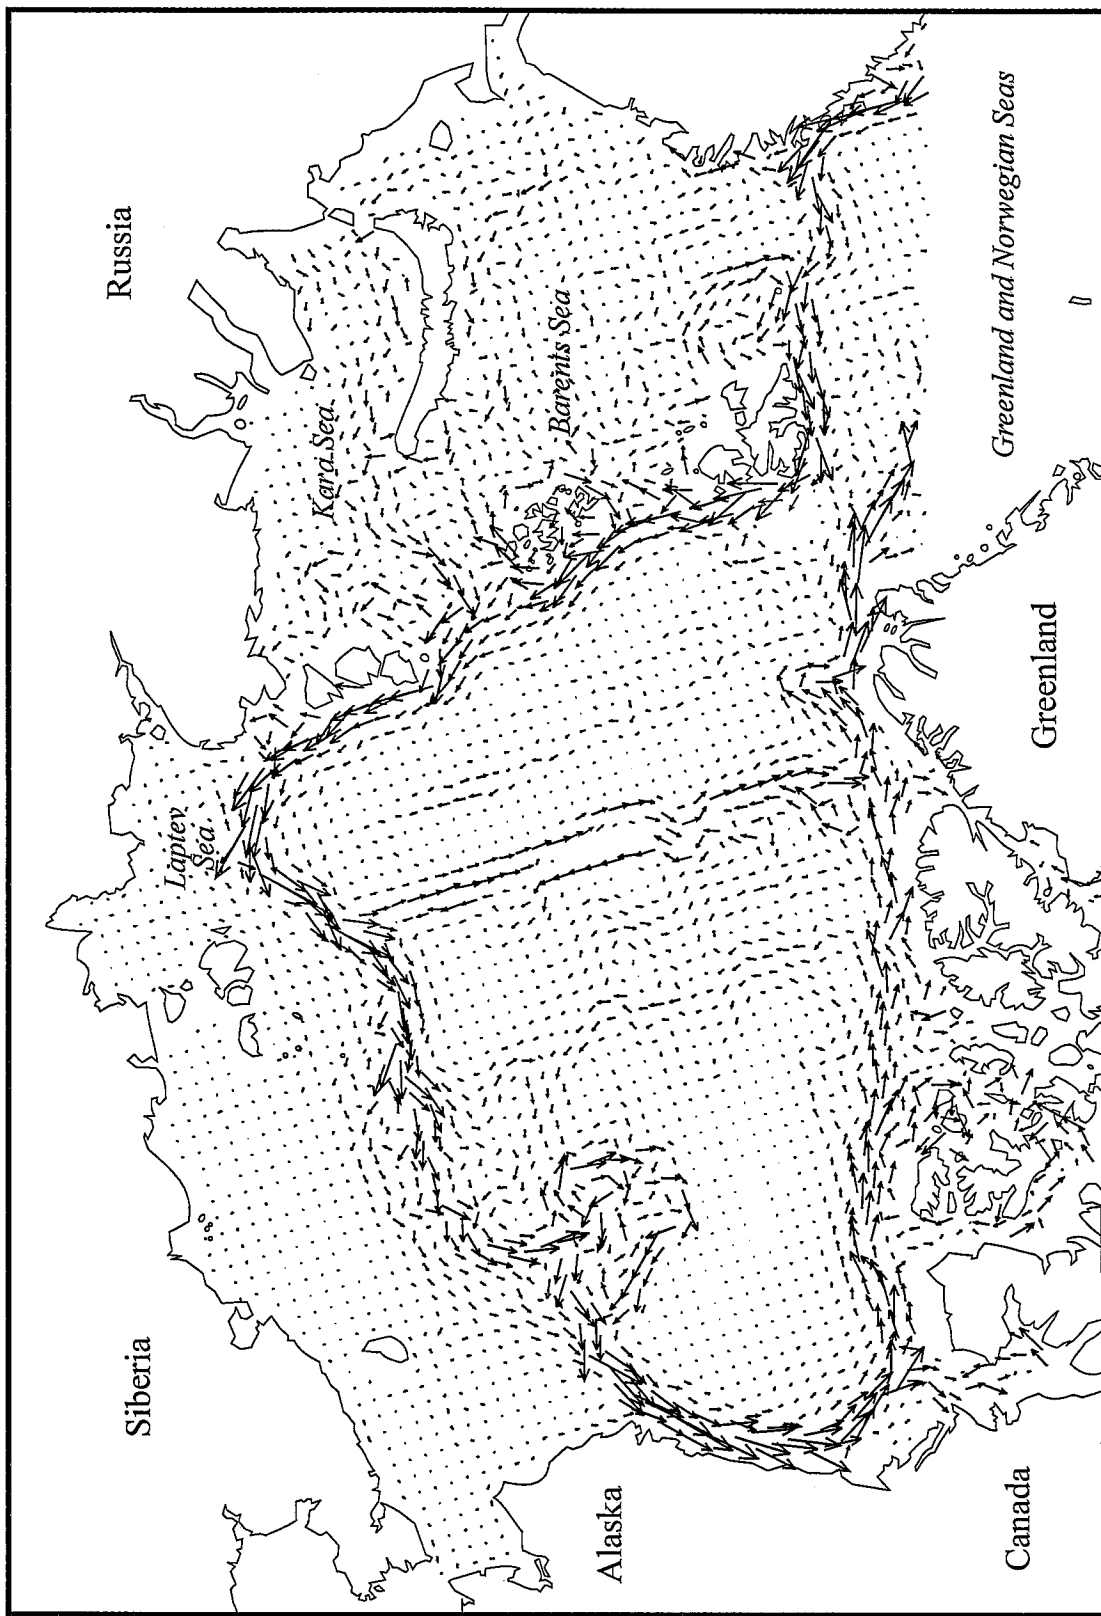 Siberia
Russia
Laptev
Sea
Kara Sea
Barents Sea
Alaska
Canada
Greenland
Greenland and Norwegian Seas